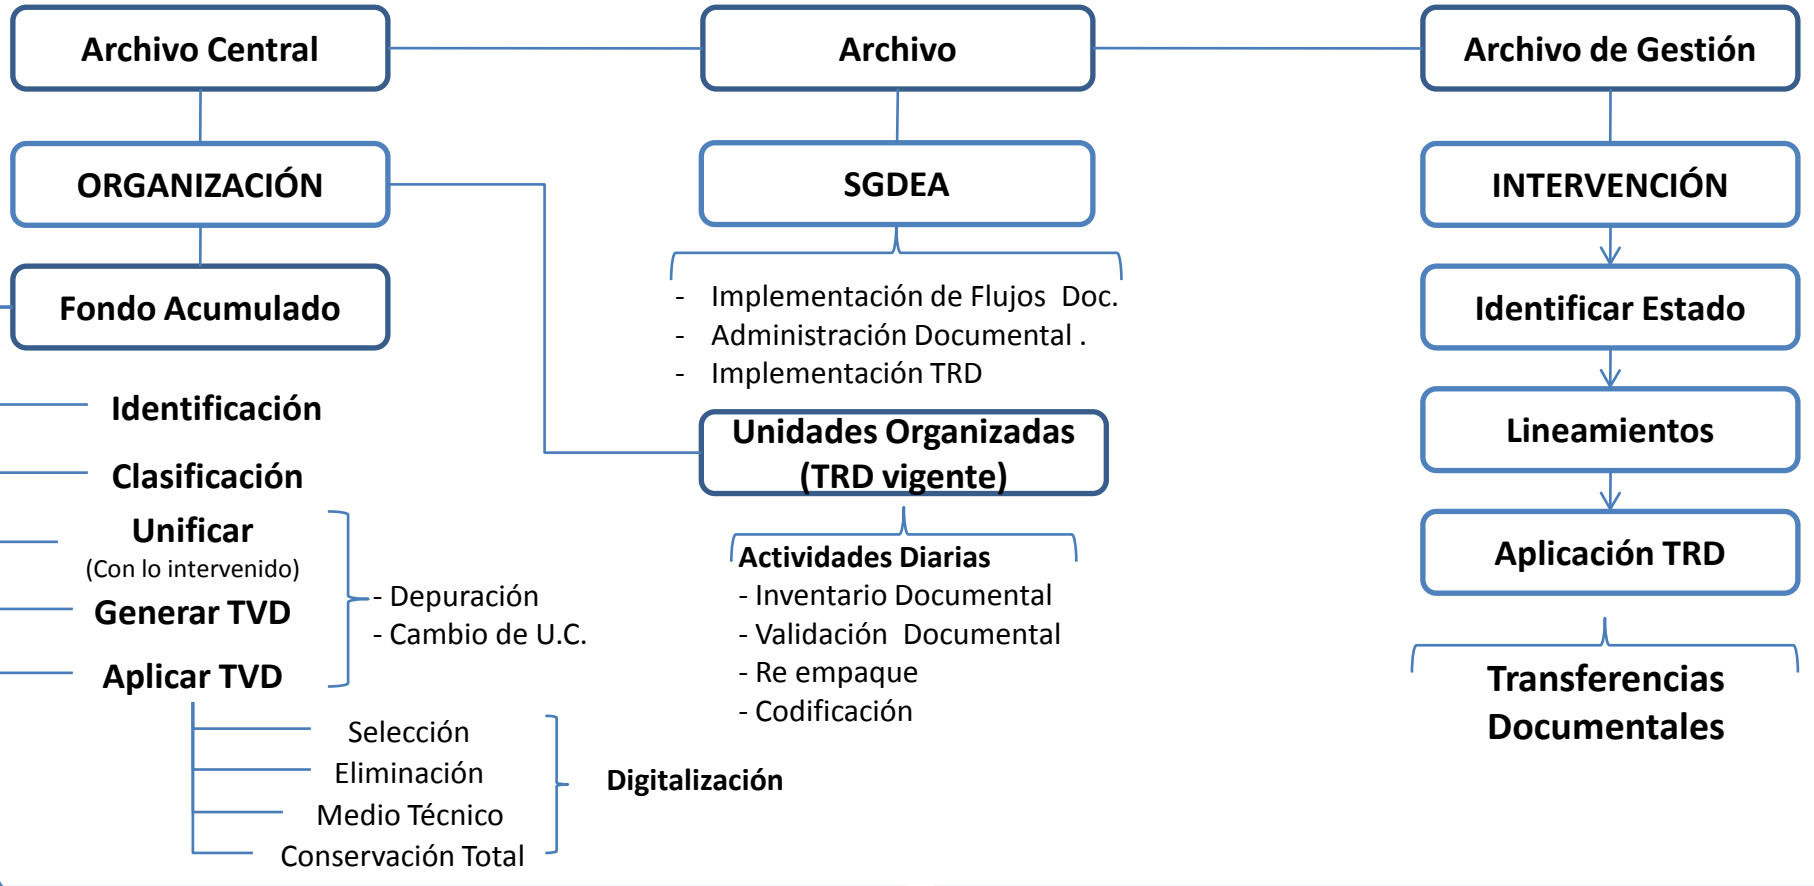 Archivo Central
Archivo
Archivo de Gestión
ORGANIZACIÓN
SGDEA
INTERVENCIÓN
Fondo Acumulado
- Implementación de Flujos Doc.
- Administración Documental .
- Implementación TRD
Identificar Estado
Identificación
Clasificación
Unificar
(Con lo intervenido)
Generar TVD
Aplicar TVD
- Depuración
- Cambio de U.C.
Selección
Eliminación
Medio Técnico
Conservación Total
Digitalización
Unidades Organizadas
(TRD vigente)
Actividades Diarias
- Inventario Documental
- Validación Documental
- Re empaque
- Codificación
Lineamientos
Aplicación TRD
Transferencias
Documentales